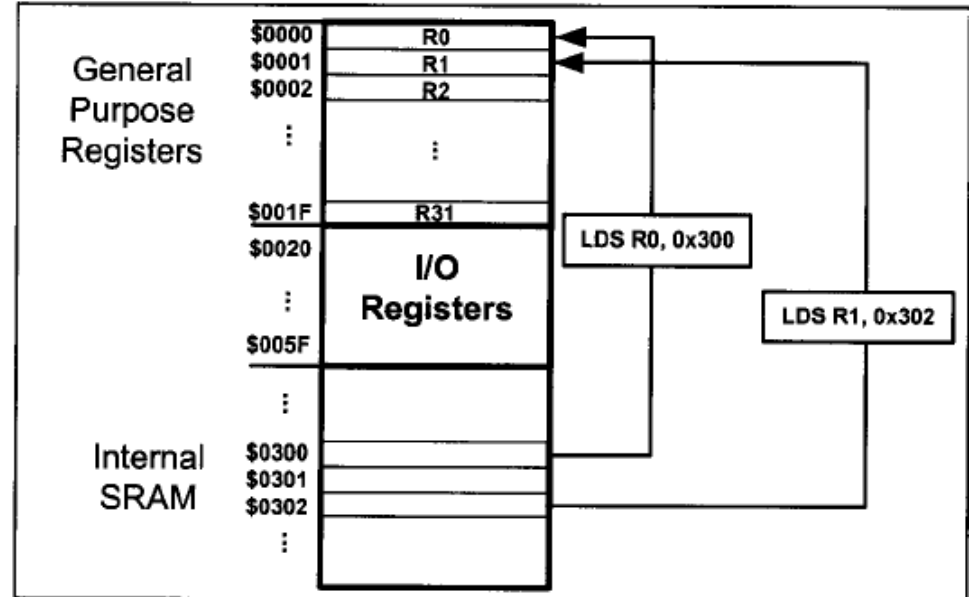 General
Purpose
Registers
$0000
$0001
$0002
⋮
$001F
$0020
⋮
$005F
⋮
Internal
SRAM
$0300
$0301
$0302
⋮
R0
R1
R2
⋮
R31
I/O
Registers
LDS R0, 0x300
LDS R1, 0x302